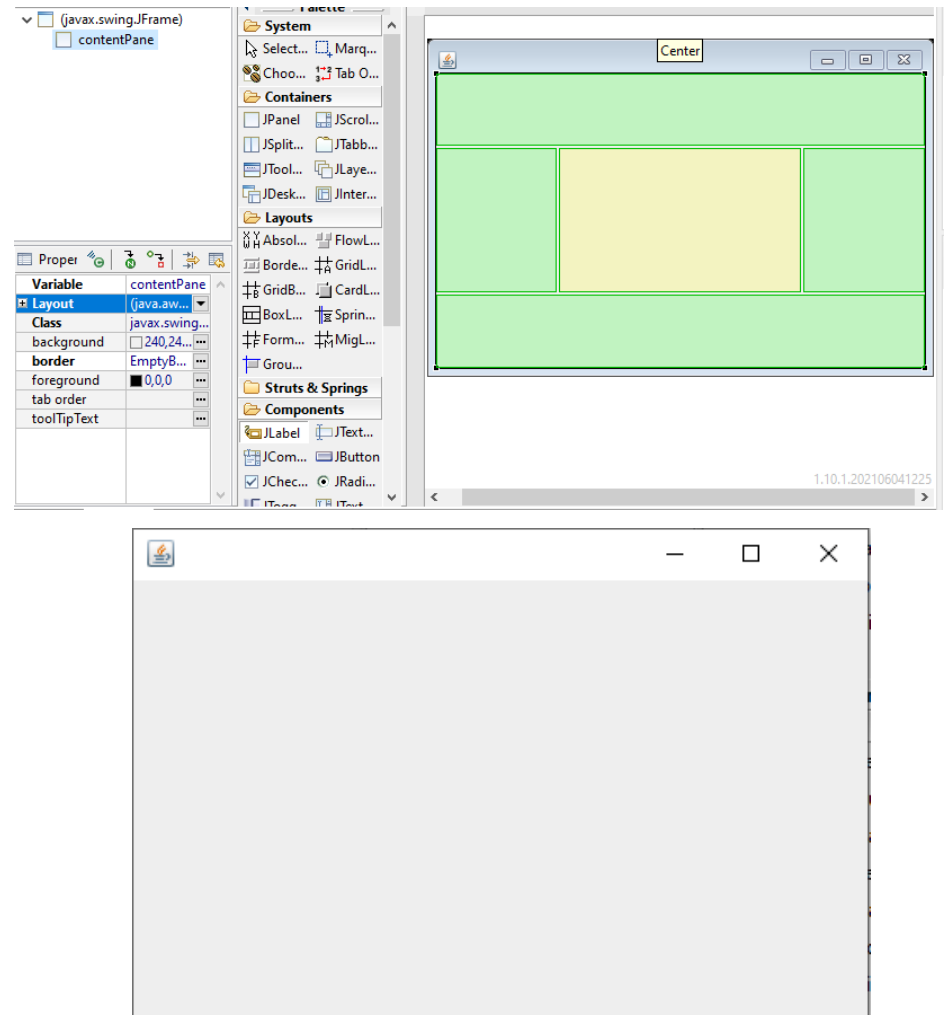 (javax.swing.JFrame)
contentPane
Palette
System
Select... Marq...
Choo... Tab O...
Containers
JPanel JScrol...
JSplit... JTabb...
JTool... JLaye...
JDesk... JInter...
Layouts
Absol... FlowL...
Borde... GridL...
GridB... CardL...
BoxL... Sprin...
Form... MigL...
Grou...
Struts & Springs
Components
JLabel JText...
JCom... JButton
JChec... JRadi...
JTogg... JText
Proper
Variable contentPane
Layout (java.aw...
Class javax.swing...
background 240,24...
border EmptyB...
foreground 0,0,0
tab order
toolTipText
Center
1.10.1.202106041225